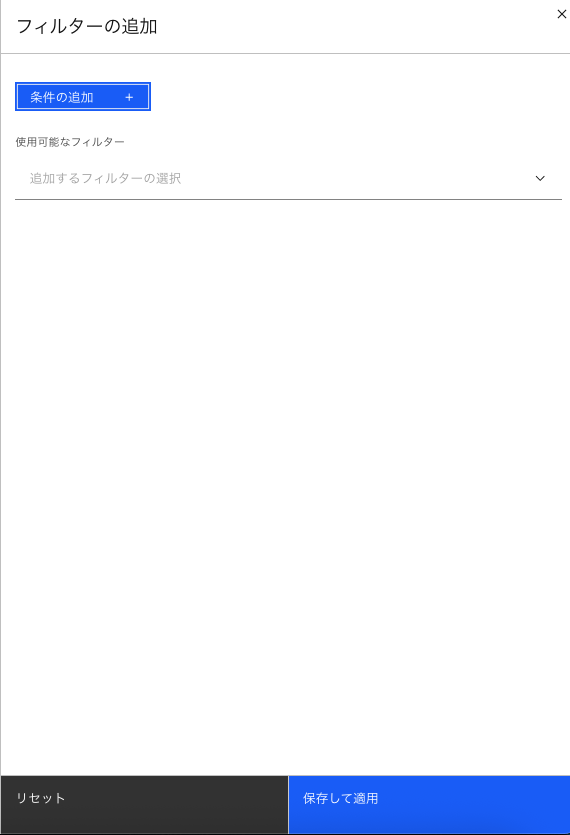 フィルターの追加
条件の追加 +
使用可能なフィルター
追加するフィルターの選択
リセット
保存して適用